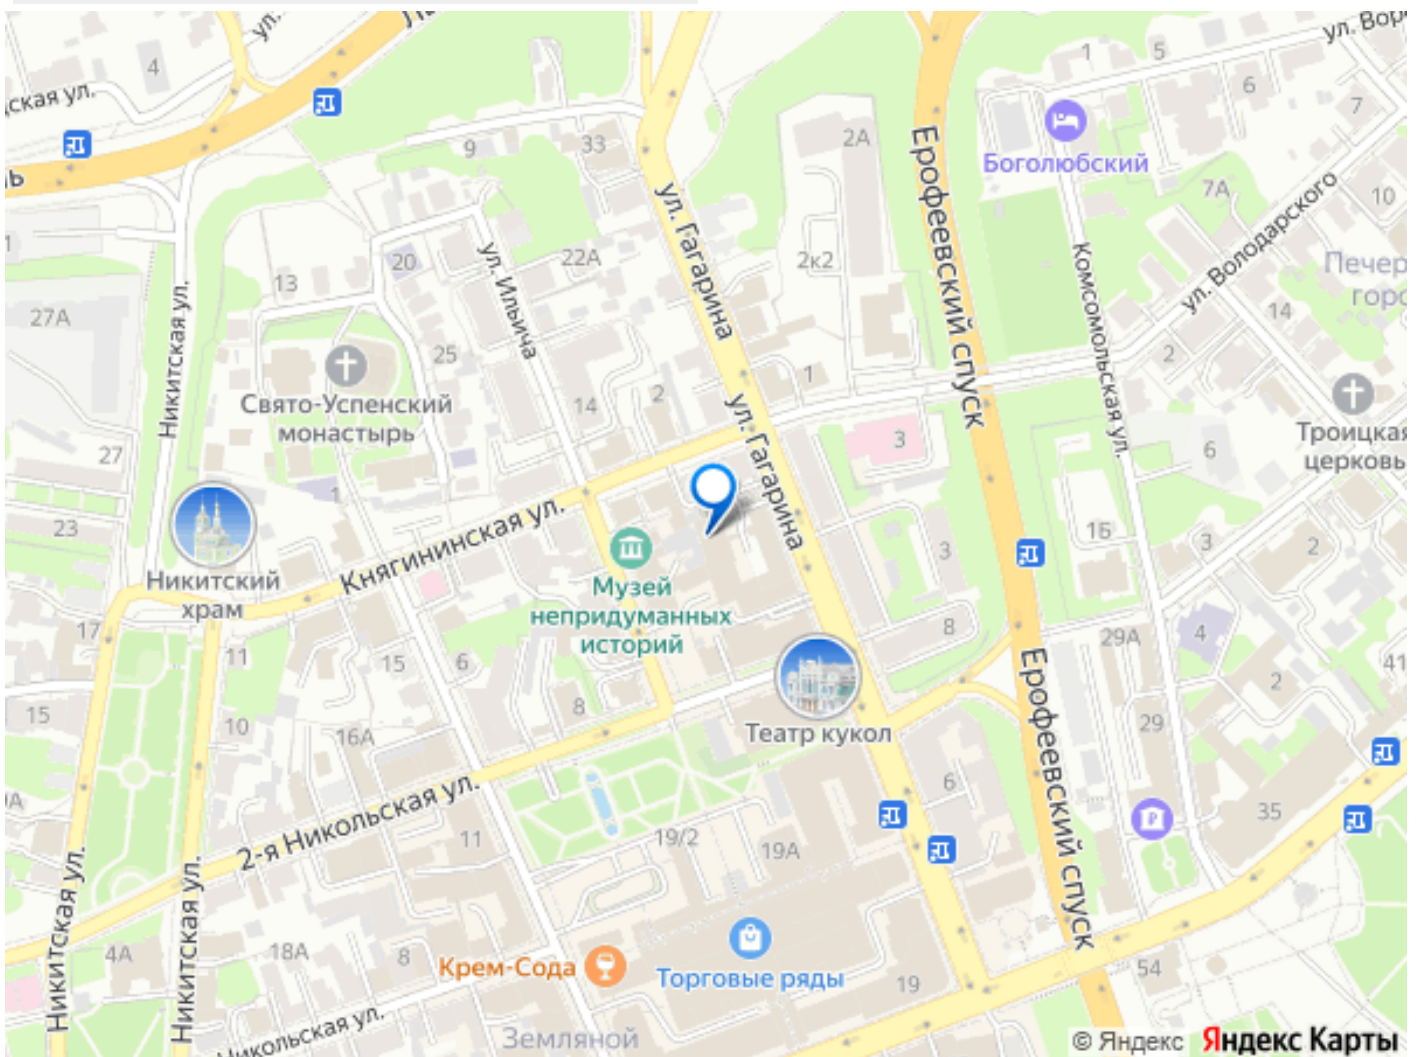 ул. Воро
ул.
4
1
5
6
7
ская ул.
9
33
2А
Ерофеевский спуск
Боголюбский
7А
10
ул. Гагарина
ул. Володарского
20
22А
2к2
ул. Ильича
Комсомольская ул.
13
14
27А
Никитская ул.
25
2
1
2
14
Свято-Успенский
монастырь
ул. Гагарина
3
6
Троицкая
церковь
27
1
23
Княгининская ул.
1Б
3
3
2
Никитский
храм
Музей
непридуманных
историй
17
11
15
6
8
29А
4
41
15
10
16А
8
Театр кукол
Ерофеевский спуск
29
2
2-я Никольская ул.
11
19/2
19А
6
35
Никитская ул.
Никитская ул.
4А
18А
8
Крем-Сода
Торговые ряды
19
54
Никольская ул.
Земляной
© Яндекс Яндекс Карты